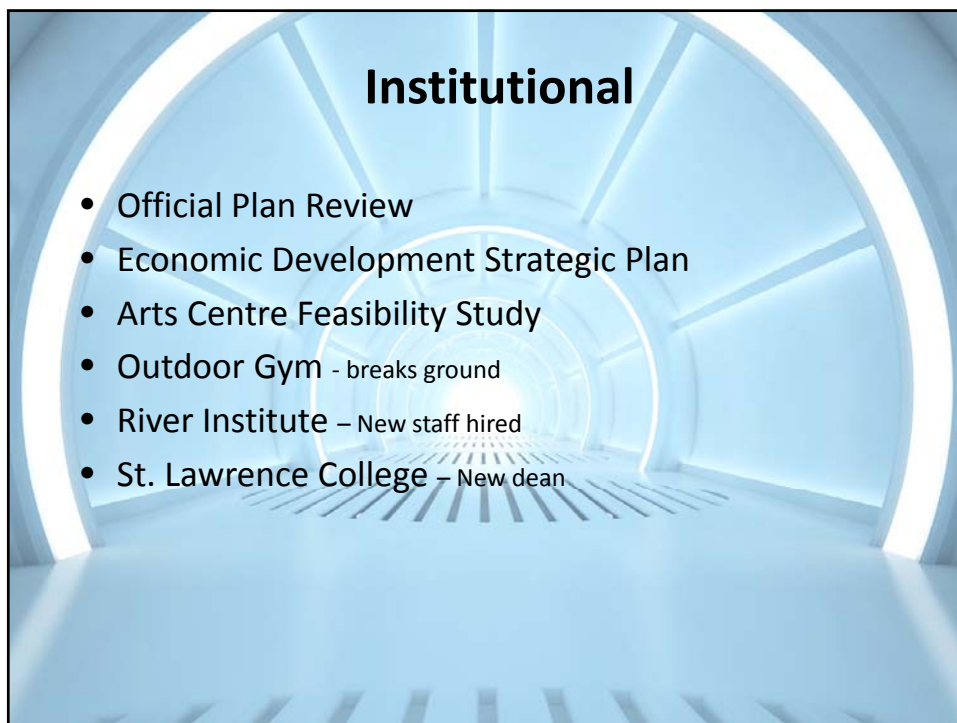 Institutional
• Official Plan Review
• Economic Development Strategic Plan
• Arts Centre Feasibility Study
• Outdoor Gym - breaks ground
• River Institute – New staff hired
• St. Lawrence College – New dean